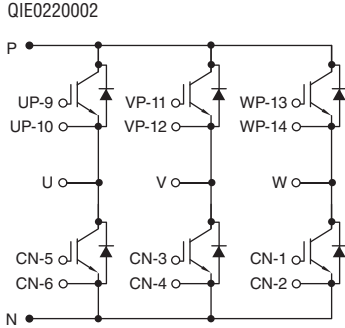 QIE0220002
P
UP-9 VP-11 WP-13
UP-10 VP-12 WP-14
U V W
CN-5 CN-3 CN-1
CN-6 CN-4 CN-2
N